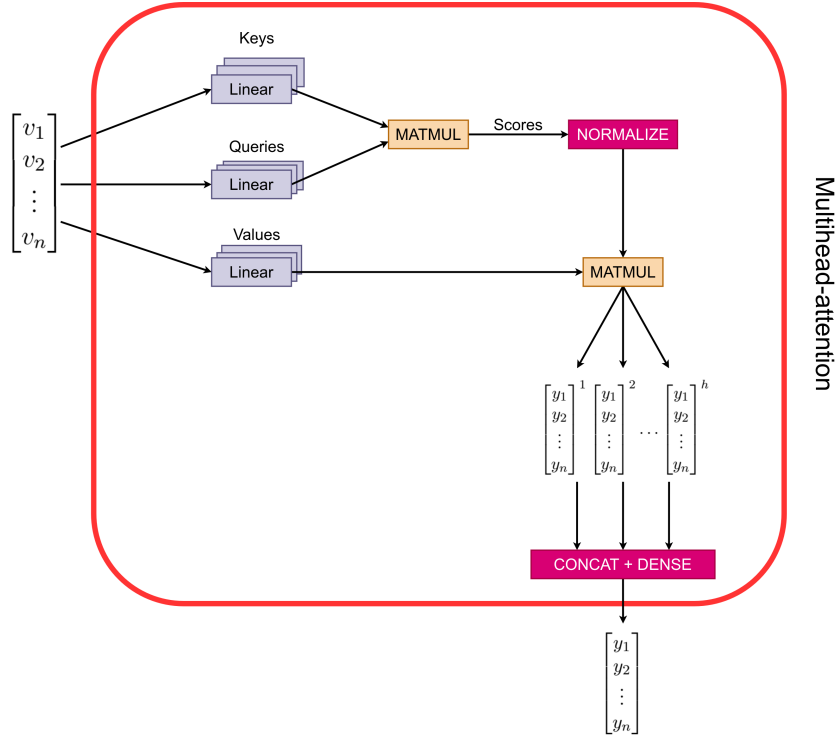 Keys
Linear
v1
v2
⋮
vn
MATMUL
Scores
NORMALIZE
Queries
Linear
Values
Linear
MATMUL
Multihead-attention
y1
y2
⋮
yn
1
y1
y2
⋮
yn
2
⋯
y1
y2
⋮
yn
h
CONCAT + DENSE
y1
y2
⋮
yn